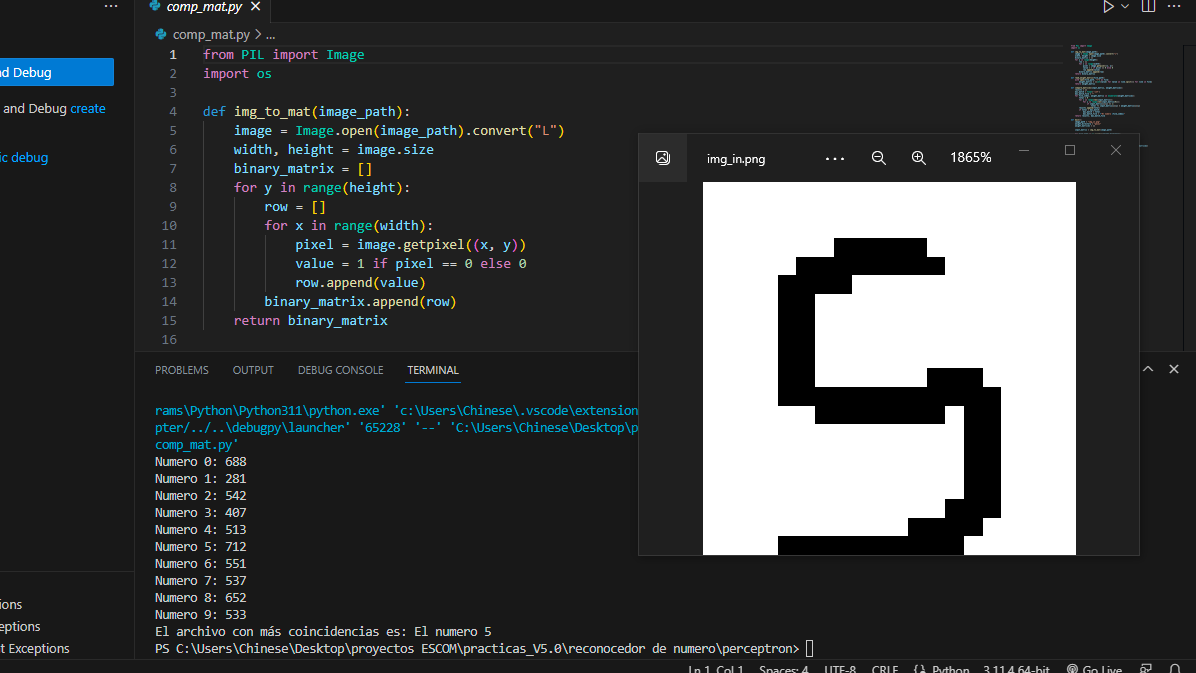 comp_mat.py
nd Debug
and Debug create
ic debug
comp_mat.py > ...
1 from PIL import Image
2 import os
3
4 def img_to_mat(image_path):
5 image = Image.open(image_path).convert("L")
6 width, height = image.size
7 binary_matrix = []
8 for y in range(height):
9 row = []
10 for x in range(width):
11 pixel = image.getpixel((x, y))
12 value = 1 if pixel == 0 else 0
13 row.append(value)
14 binary_matrix.append(row)
15 return binary_matrix
16
img_in.png
1865%
PROBLEMS OUTPUT DEBUG CONSOLE TERMINAL
rams\Python\Python311\python.exe' 'c:\Users\Chinese\.vscode\extension
pter/../..\debugpy\launcher' '65228' '--' 'C:\Users\Chinese\Desktop\p
comp_mat.py'
Numero 0: 688
Numero 1: 281
Numero 2: 542
Numero 3: 407
Numero 4: 513
Numero 5: 712
Numero 6: 551
Numero 7: 537
Numero 8: 652
Numero 9: 533
El archivo con más coincidencias es: El numero 5
PS C:\Users\Chinese\Desktop\proyectos ESCOM\practicas_V5.0\reconocedor de numero\perceptron>
ions
eptions
t Exceptions
Ln 1, Col 1 Spaces: 4 UTF-8 CRLF Python 3.11.4 64-bit Go Live